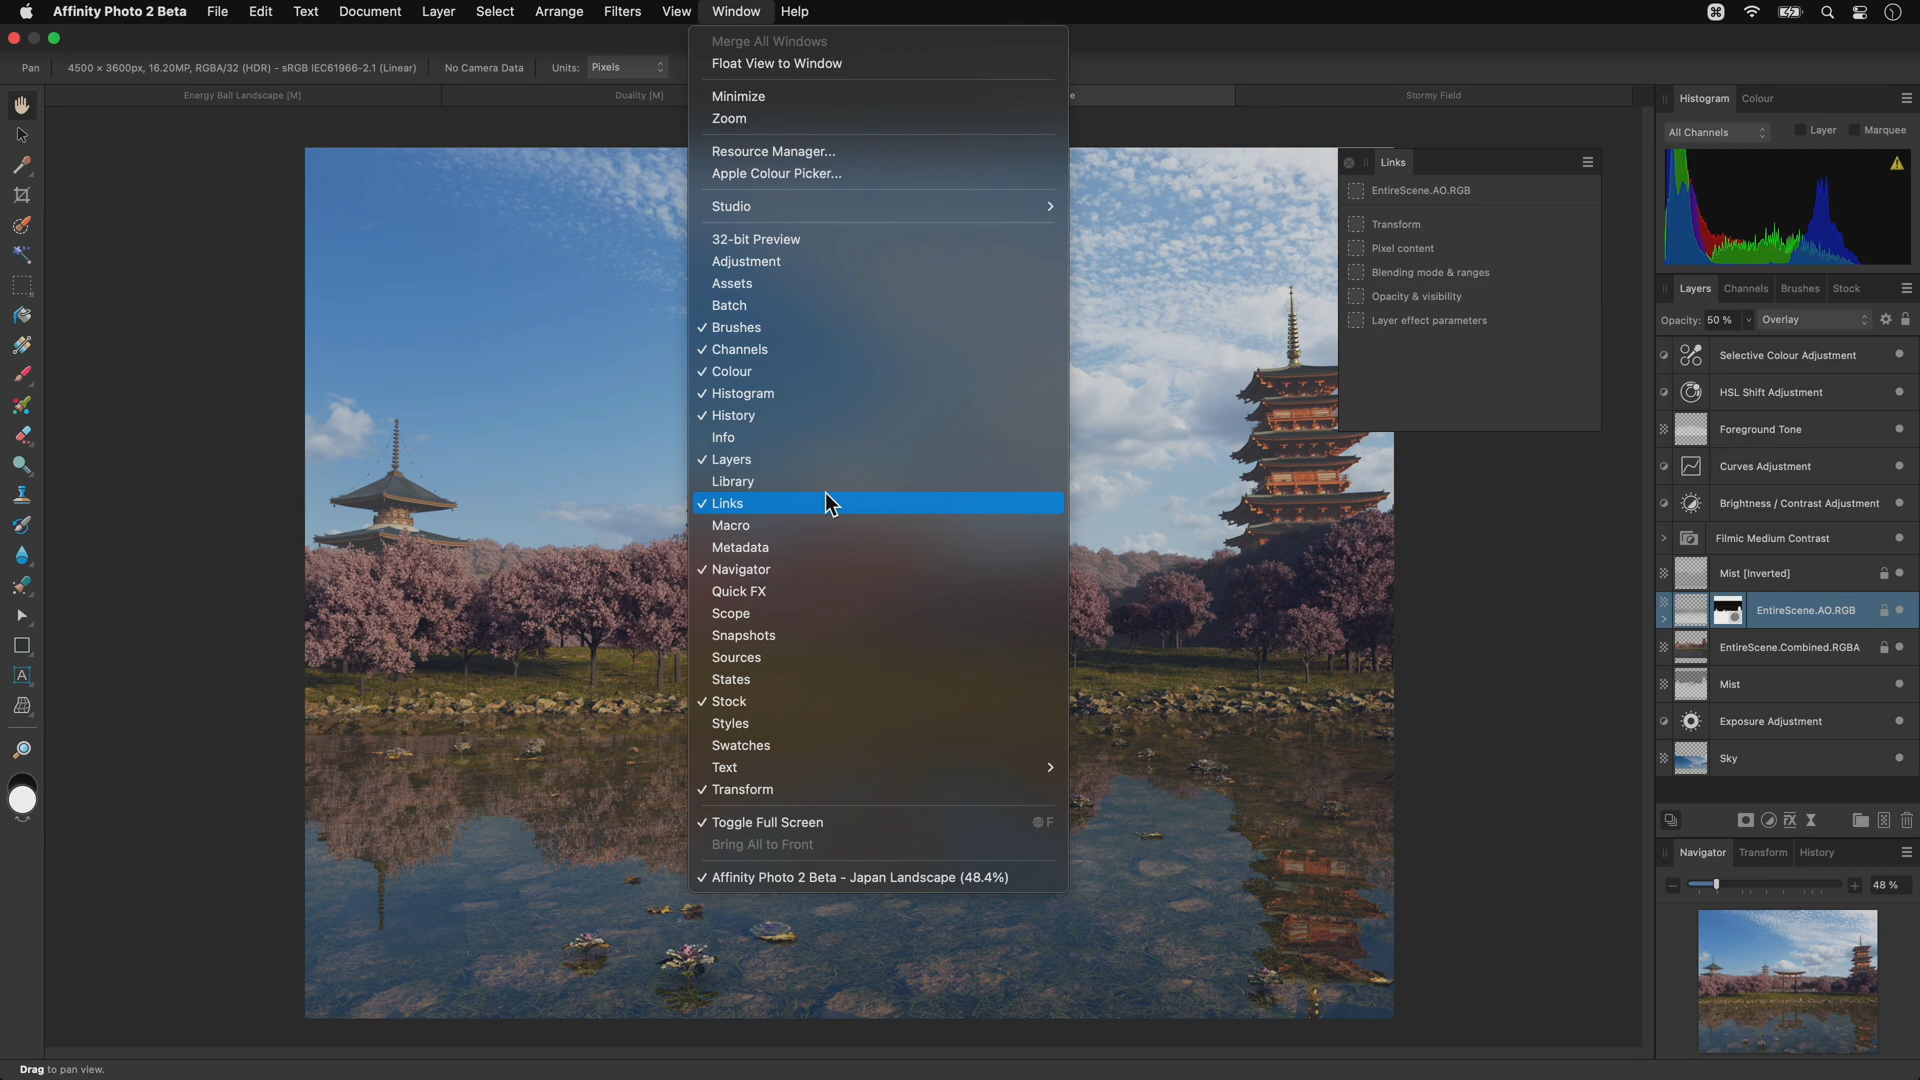 Affinity Photo 2 Beta File Edit Text Document Layer Select Arrange Filters View Window Help
Pan 4500 × 3600px, 16.20MP, RGBA/32 (HDR) - sRGB IEC61966-2.1 (Linear) No Camera Data Units: Pixels
Energy Ball Landscape [M] Duality [M] e Stormy Field
Merge All Windows
Float View to Window
Minimize
Zoom
Resource Manager...
Apple Colour Picker...
Studio
32-bit Preview
Adjustment
Assets
Batch
✓ Brushes
✓ Channels
✓ Colour
✓ Histogram
✓ History
Info
✓ Layers
Library
✓ Links
Macro
Metadata
✓ Navigator
Quick FX
Scope
Snapshots
Sources
States
✓ Stock
Styles
Swatches
Text
✓ Transform
✓ Toggle Full Screen F
Bring All to Front
✓ Affinity Photo 2 Beta - Japan Landscape (48.4%)
Links
EntireScene.AO.RGB
Transform
Pixel content
Blending mode & ranges
Opacity & visibility
Layer effect parameters
Histogram Colour
All Channels Layer Marquee
Layers Channels Brushes Stock
Opacity: 50 % Overlay
Selective Colour Adjustment
HSL Shift Adjustment
Foreground Tone
Curves Adjustment
Brightness / Contrast Adjustment
Filmic Medium Contrast
Mist [Inverted]
EntireScene.AO.RGB
EntireScene.Combined.RGBA
Mist
Exposure Adjustment
Sky
Navigator Transform History
48 %
Drag to pan view.